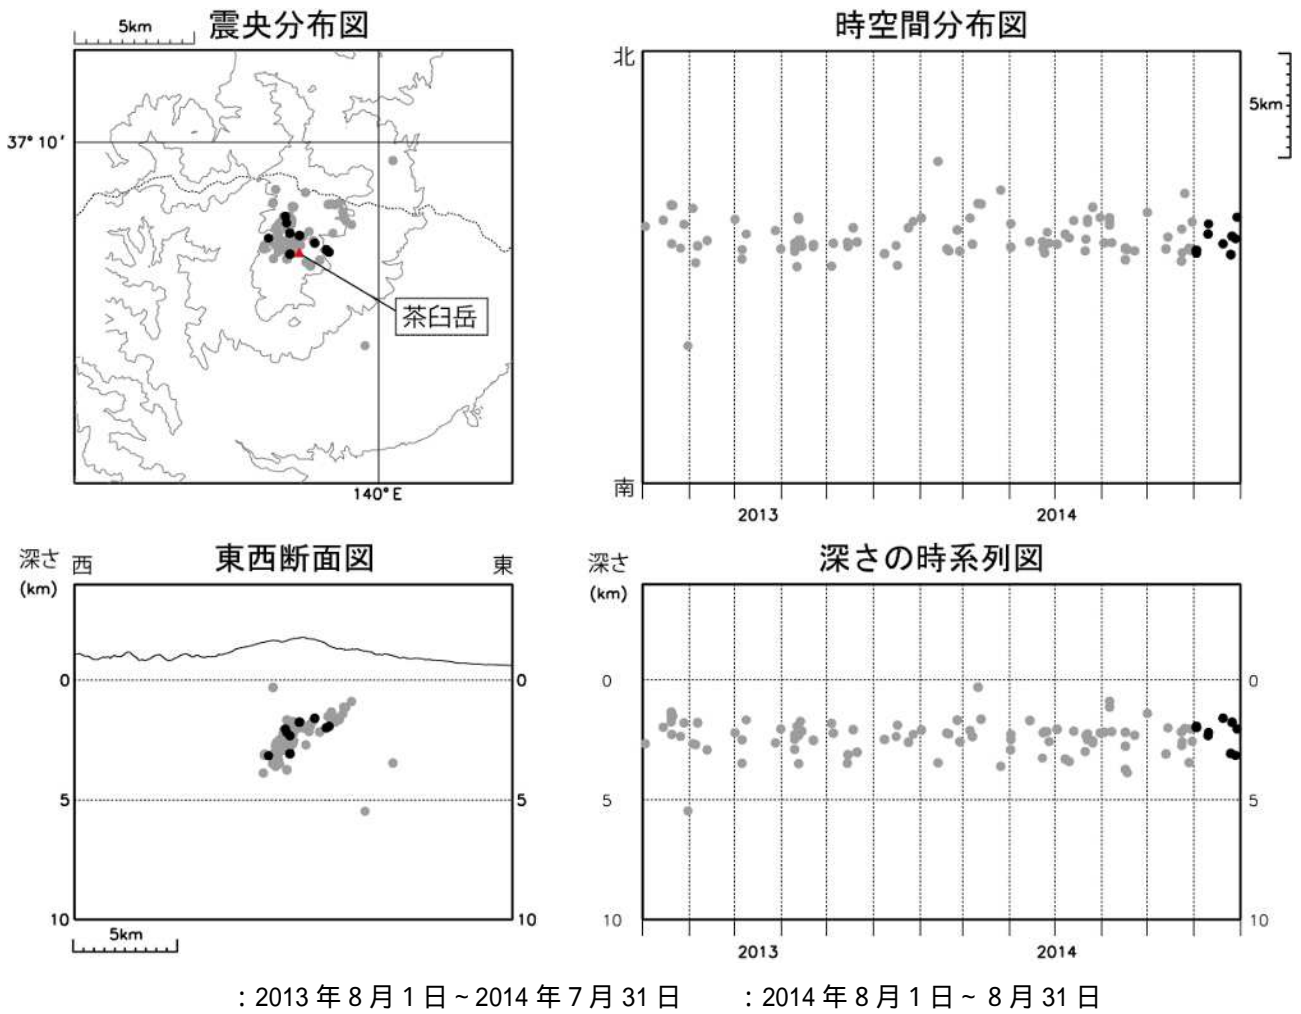 5km
震央分布図
37° 10'
茶臼岳
140° E
時空間分布図
北
5km
南
2013
2014
東西断面図
深さ
(km)
西
東
0
0
5
5
10
10
5km
深さの時系列図
深さ
(km)
0
0
5
5
10
10
2013
2014
：2013 年 8 月 1 日 ~ 2014 年 7 月 31 日
：2014 年 8 月 1 日 ~ 8 月 31 日